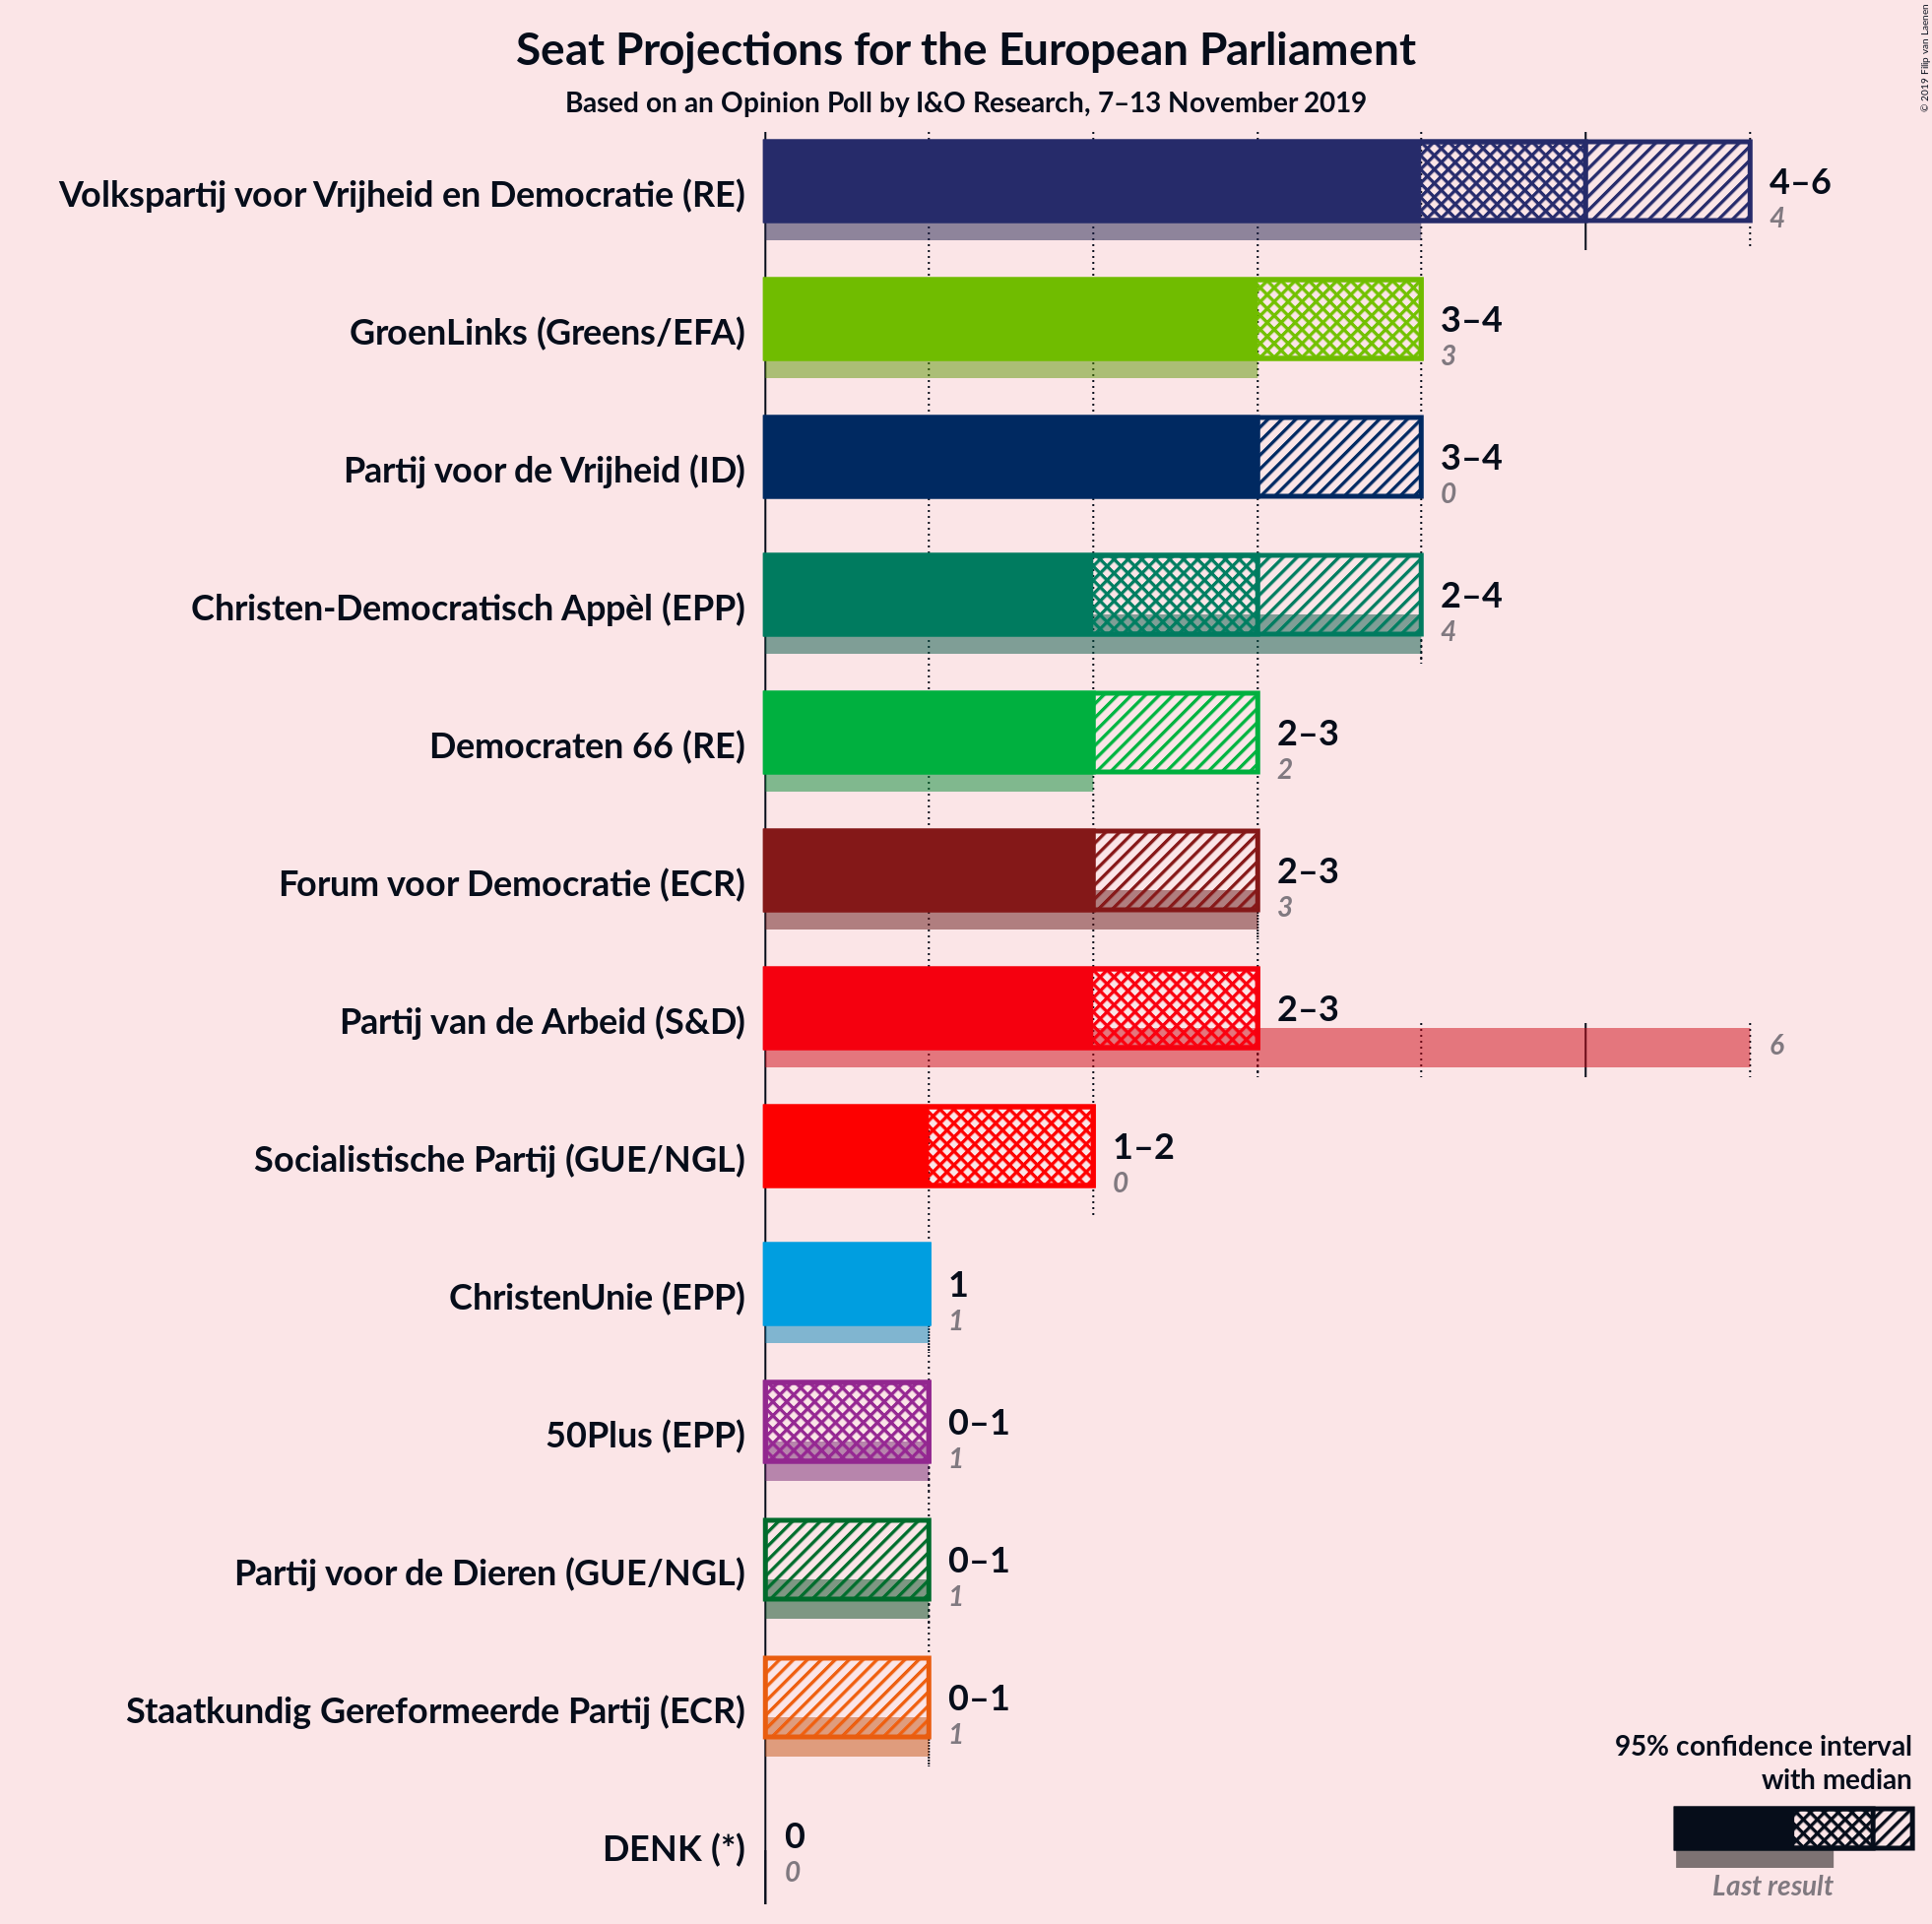 Seat Projections for the European Parliament
Based on an Opinion Poll by I&O Research, 7–13 November 2019
© 2019 Filip van Laenen
Volkspartij voor Vrijheid en Democratie (RE)
4–6
4
GroenLinks (Greens/EFA)
3–4
3
Partij voor de Vrijheid (ID)
3–4
0
Christen-Democratisch Appèl (EPP)
2–4
4
Democraten 66 (RE)
2–3
2
Forum voor Democratie (ECR)
2–3
3
Partij van de Arbeid (S&D)
2–3
6
Socialistische Partij (GUE/NGL)
1–2
0
ChristenUnie (EPP)
1
1
50Plus (EPP)
0–1
1
Partij voor de Dieren (GUE/NGL)
0–1
1
Staatkundig Gereformeerde Partij (ECR)
0–1
1
DENK (*)
0
0
95% confidence interval
with median
Last result